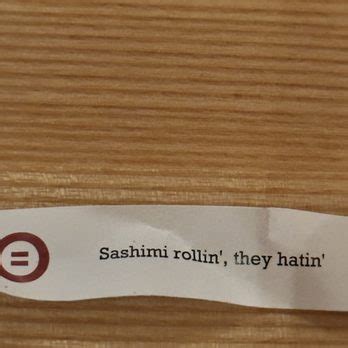 Sashimi rollin', they hatin'